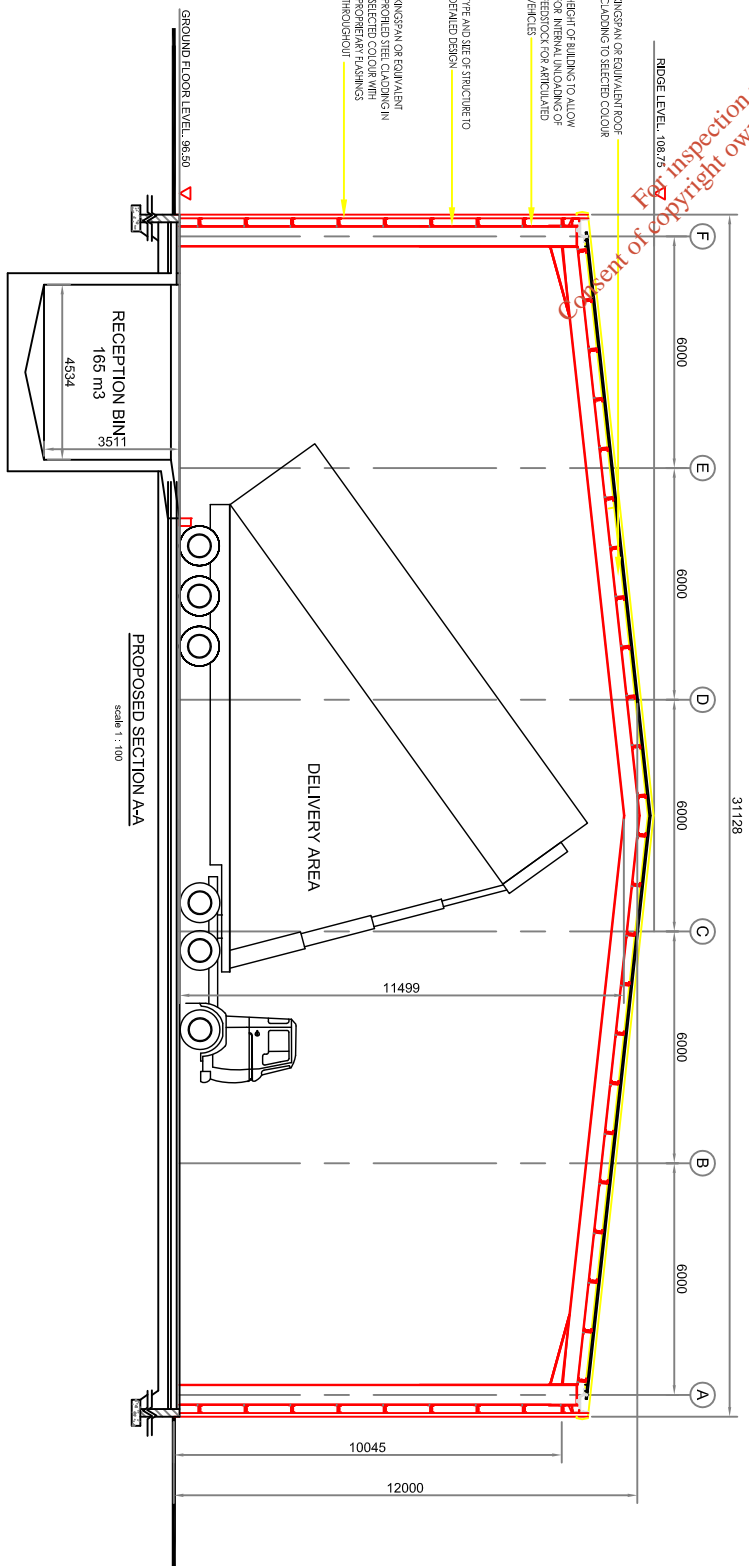 For inspection
Consent of copyright own
RIDGE LEVEL. 108.75
KINGSPAN OR EQUIVALENT ROOF
CLADDING TO SELECTED COLOUR
HEIGHT OF BUILDING TO ALLOW
FOR INTERNAL UNLOADING OF
FEEDSTOCK FOR ARTICULATED
VEHICLES
TYPE AND SIZE OF STRUCTURE TO
DETAILED DESIGN
KINGSPAN OR EQUIVALENT
PROFILED STEEL CLADDING IN
SELECTED COLOUR WITH
PROPRIETARY FLASHINGS
THROUGHOUT
GROUND FLOOR LEVEL. 96.50
31128
F
E
D
C
B
A
6000
6000
6000
6000
6000
11499
10045
12000
DELIVERY AREA
RECEPTION BIN
165 m3
4534
3511
PROPOSED SECTION A-A
scale 1 : 100